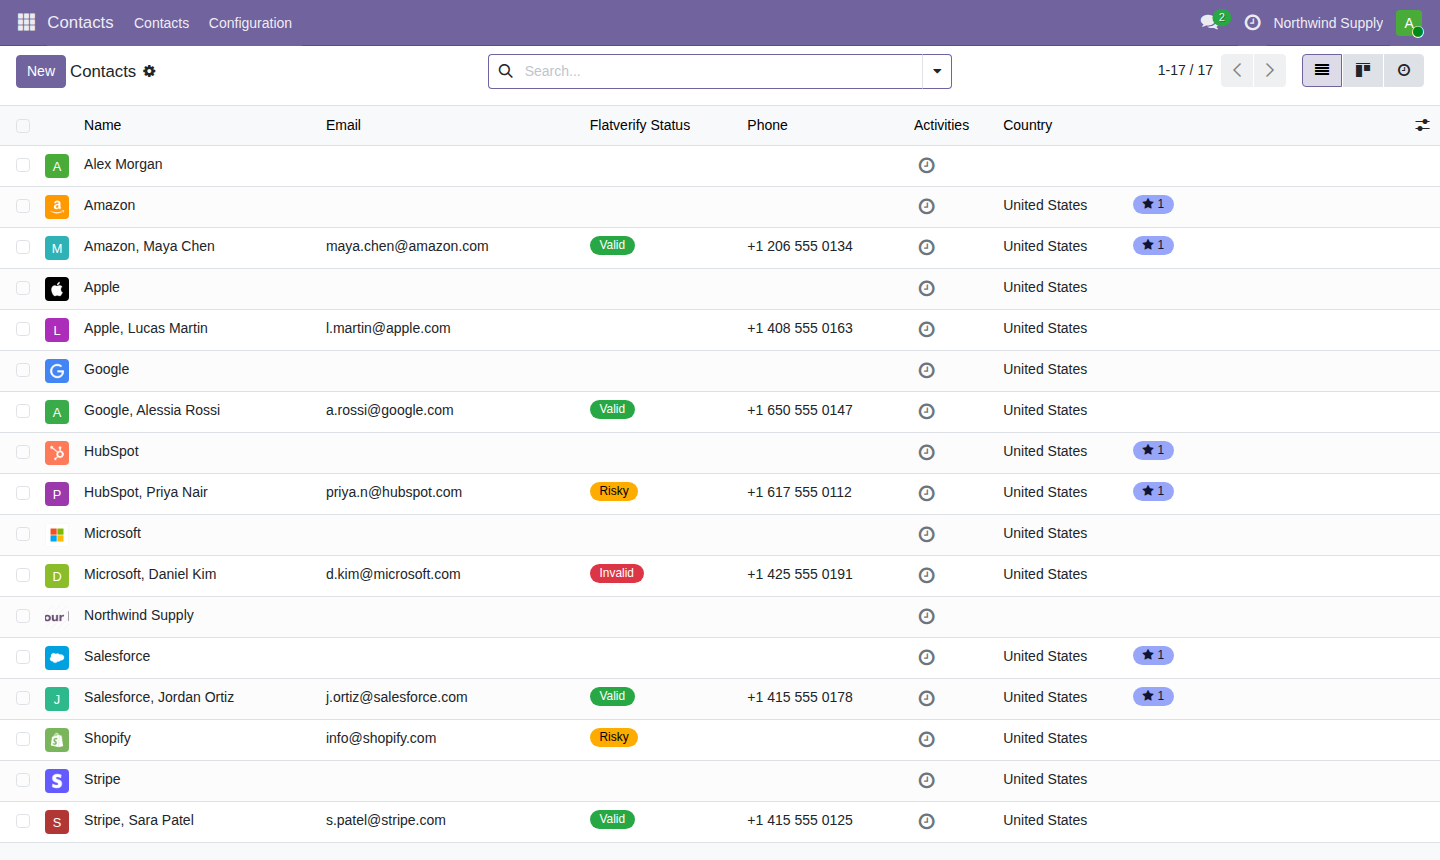 Contacts Contacts Configuration 2 Northwind Supply A
New Contacts Search... 1-17 / 17
Name Email Flatverify Status Phone Activities Country
A Alex Morgan
a Amazon United States 1
M Amazon, Maya Chen maya.chen@amazon.com Valid +1 206 555 0134 United States 1
Apple United States
L Apple, Lucas Martin l.martin@apple.com +1 408 555 0163 United States
G Google United States
A Google, Alessia Rossi a.rossi@google.com Valid +1 650 555 0147 United States
HubSpot United States 1
P HubSpot, Priya Nair priya.n@hubspot.com Risky +1 617 555 0112 United States 1
Microsoft United States
D Microsoft, Daniel Kim d.kim@microsoft.com Invalid +1 425 555 0191 United States
our Northwind Supply
Salesforce United States 1
J Salesforce, Jordan Ortiz j.ortiz@salesforce.com Valid +1 415 555 0178 United States 1
S Shopify info@shopify.com Risky United States
S Stripe United States
S Stripe, Sara Patel s.patel@stripe.com Valid +1 415 555 0125 United States